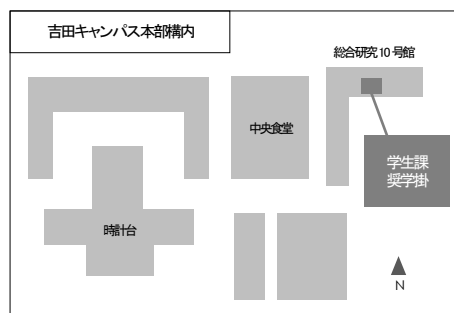 吉田キャンパス本部構内
総合研究10号館
中央食堂
学生課
奨学掛
時計台
N